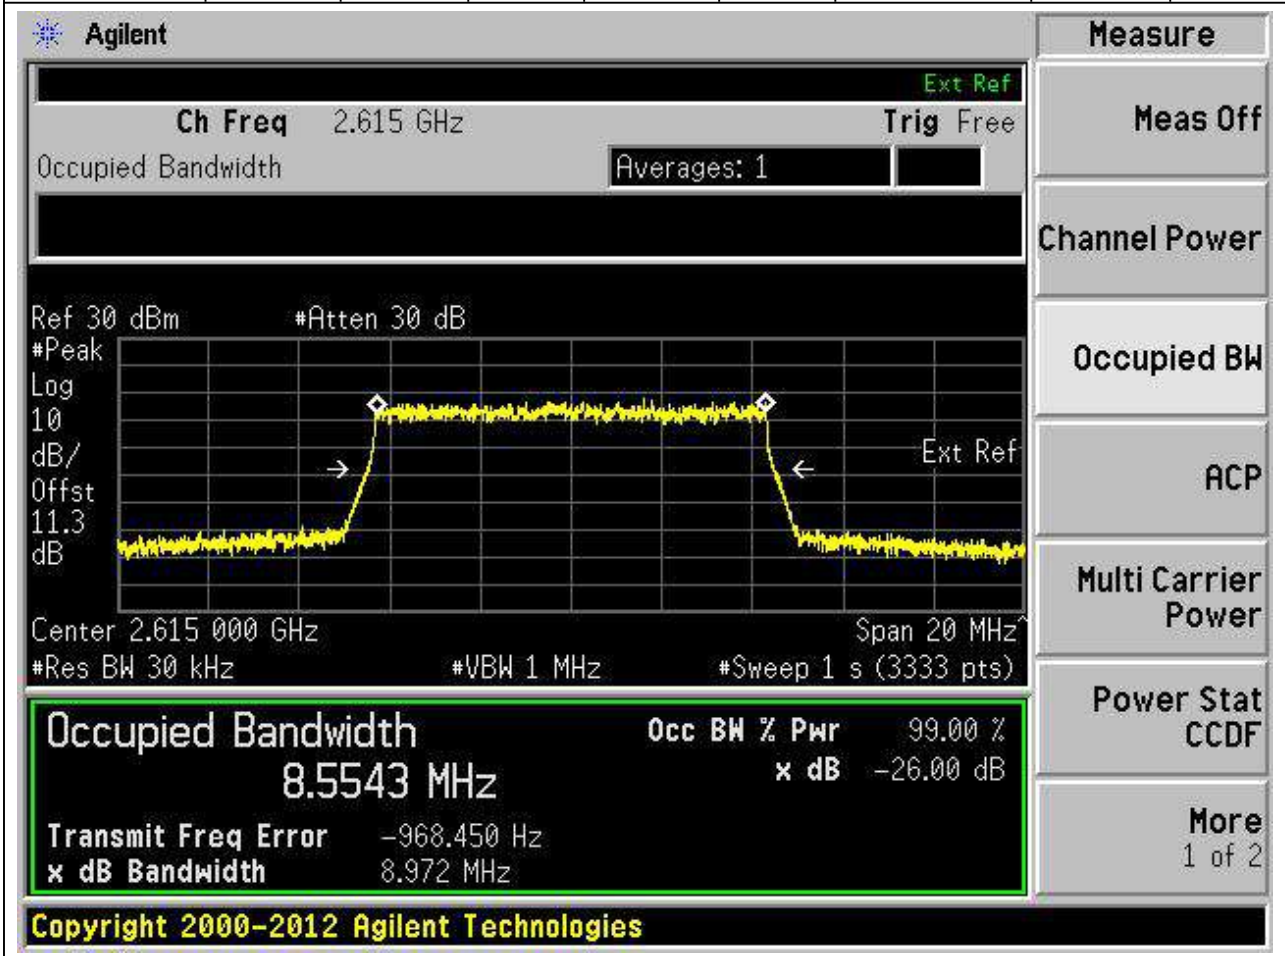 Agilent
Measure
Ext Ref
Ch Freq 2.615 GHz Trig Free
Meas Off
Occupied Bandwidth Averages: 1
Channel Power
Ref 30 dBm #Atten 30 dB
#Peak
Log
10
dB/
Offst
11.3
dB
Ext Ref
Occupied BW
ACP
Center 2.615 000 GHz Span 20 MHz^
#Res BW 30 kHz #VBW 1 MHz #Sweep 1 s (3333 pts)
Multi Carrier
Power
Occupied Bandwidth Occ BW % Pwr 99.00 %
8.5543 MHz x dB -26.00 dB
Transmit Freq Error -968.450 Hz
x dB Bandwidth 8.972 MHz
Power Stat
CCDF
More
1 of 2
Copyright 2000-2012 Agilent Technologies